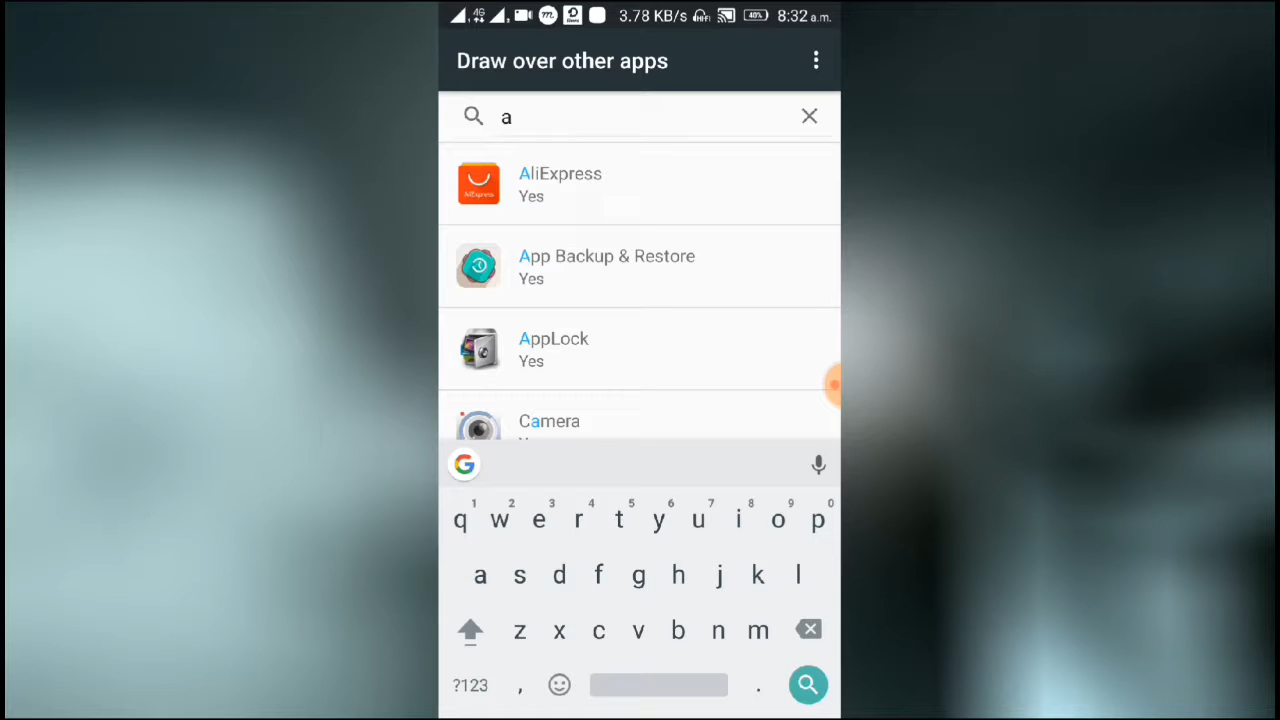 4G 3.78 KB/s 40% 8:32 a.m.
Draw over other apps
a
AliExpress
Yes
App Backup & Restore
Yes
AppLock
Yes
Camera
G
1 2 3 4 5 6 7 8 9 0
q w e r t y u i o p
a s d f g h j k l
z x c v b n m
?123 , .